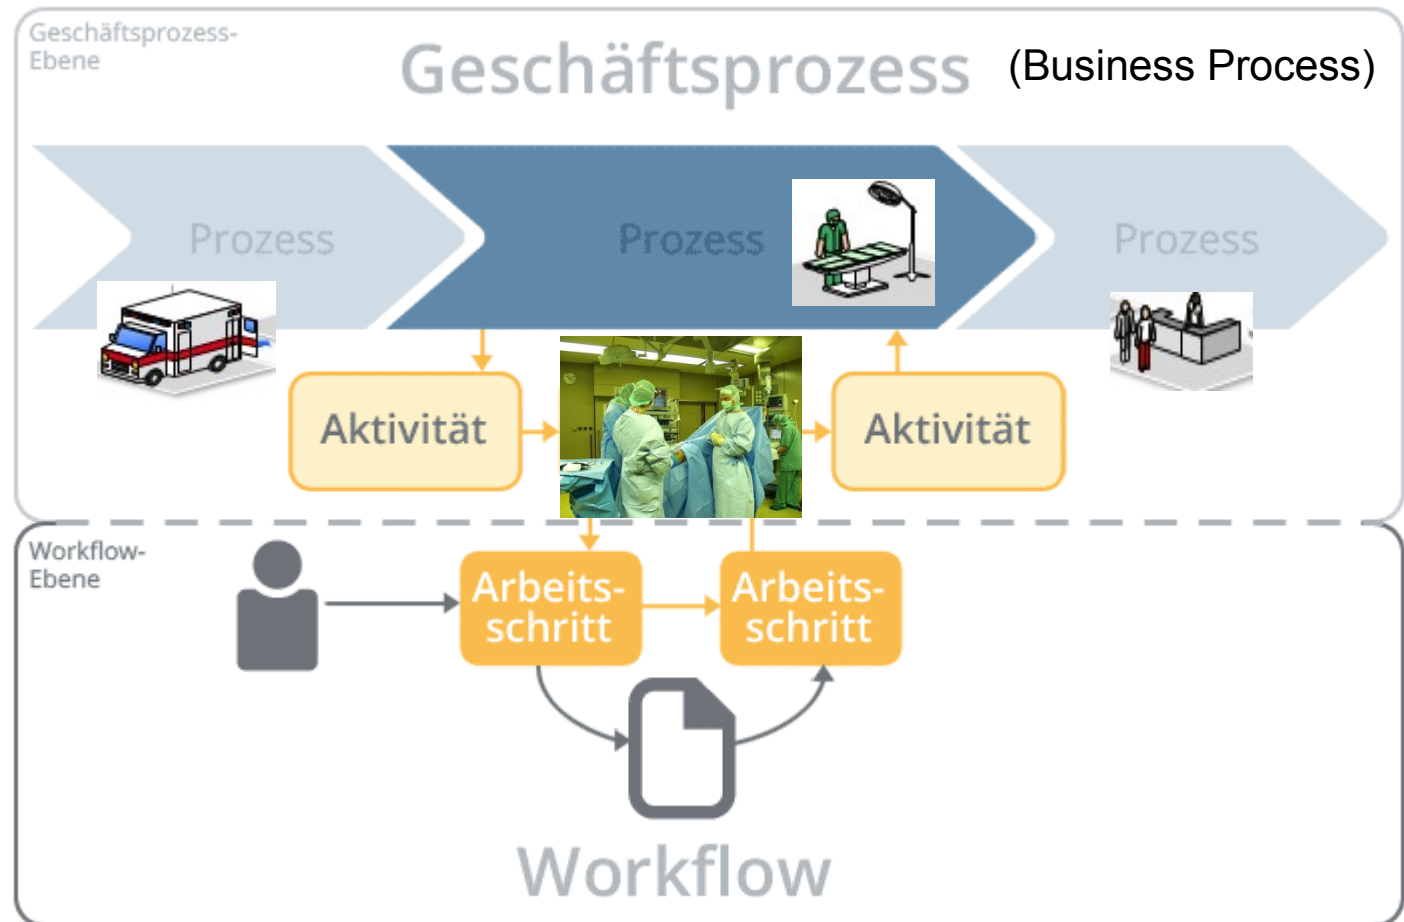 Geschäftsprozess-
Ebene
Geschäftsprozess (Business Process)
Prozess
Prozess
Prozess
Aktivität
Aktivität
Workflow-
Ebene
Arbeits-
schritt
Arbeits-
schritt
Workflow